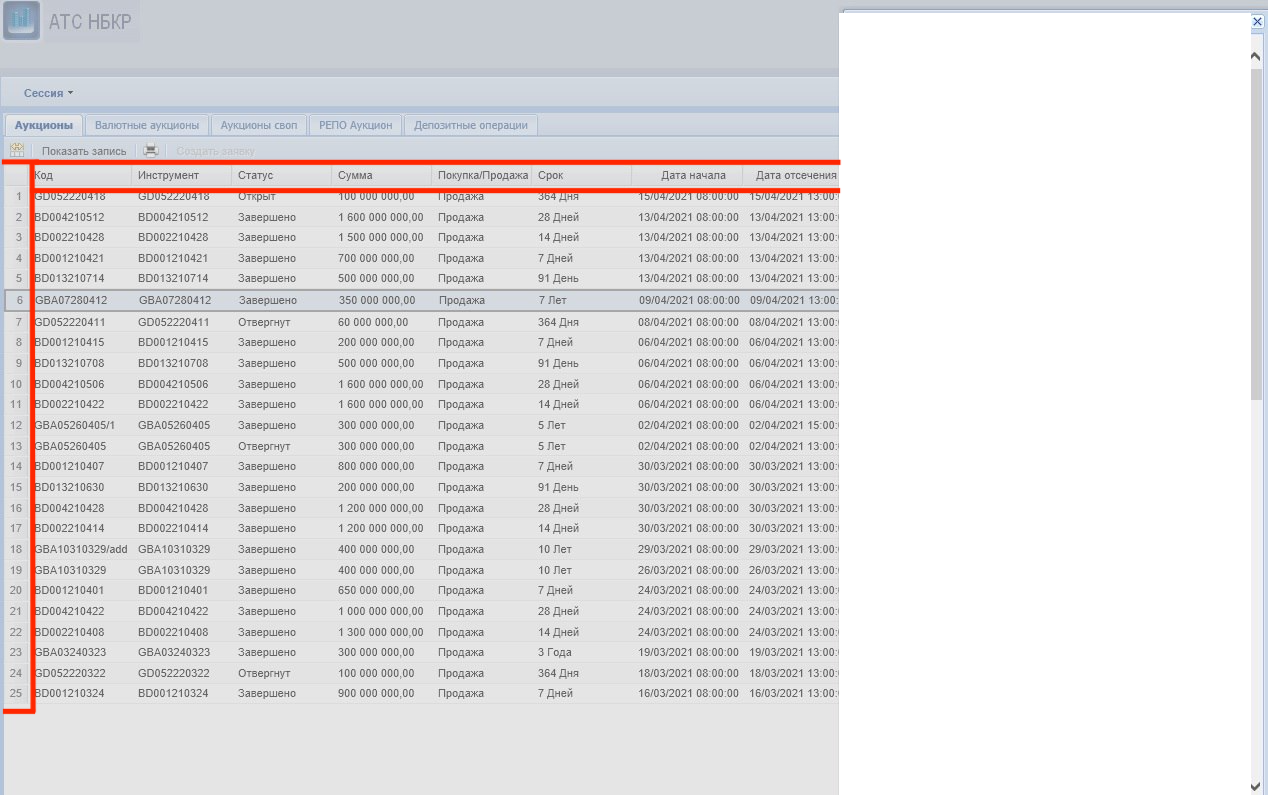 АТС НБКР
Сессия
Аукционы Валютные аукционы Аукционы своп РЕПО Аукцион Депозитные операции
Показать запись Создать заявку
Код Инструмент Статус Сумма Покупка/Продажа Срок Дата начала Дата отсечения
1 GD052220418 GD052220418 Открыт 100 000 000,00 Продажа 364 Дня 15/04/2021 08:00:00 15/04/2021 13:00:
2 BD004210512 BD004210512 Завершено 1 600 000 000,00 Продажа 28 Дней 13/04/2021 08:00:00 13/04/2021 13:00:
3 BD002210428 BD002210428 Завершено 1 500 000 000,00 Продажа 14 Дней 13/04/2021 08:00:00 13/04/2021 13:00:
4 BD001210421 BD001210421 Завершено 700 000 000,00 Продажа 7 Дней 13/04/2021 08:00:00 13/04/2021 13:00:
5 BD013210714 BD013210714 Завершено 500 000 000,00 Продажа 91 День 13/04/2021 08:00:00 13/04/2021 13:00:
6 GBA07280412 GBA07280412 Завершено 350 000 000,00 Продажа 7 Лет 09/04/2021 08:00:00 09/04/2021 13:00:
7 GD052220411 GD052220411 Отвергнут 60 000 000,00 Продажа 364 Дня 08/04/2021 08:00:00 08/04/2021 13:00:
8 BD001210415 BD001210415 Завершено 200 000 000,00 Продажа 7 Дней 06/04/2021 08:00:00 06/04/2021 13:00:
9 BD013210708 BD013210708 Завершено 500 000 000,00 Продажа 91 День 06/04/2021 08:00:00 06/04/2021 13:00:
10 BD004210506 BD004210506 Завершено 1 600 000 000,00 Продажа 28 Дней 06/04/2021 08:00:00 06/04/2021 13:00:
11 BD002210422 BD002210422 Завершено 1 600 000 000,00 Продажа 14 Дней 06/04/2021 08:00:00 06/04/2021 13:00:
12 GBA05260405/1 GBA05260405 Завершено 300 000 000,00 Продажа 5 Лет 02/04/2021 08:00:00 02/04/2021 15:00:
13 GBA05260405 GBA05260405 Отвергнут 300 000 000,00 Продажа 5 Лет 02/04/2021 08:00:00 02/04/2021 13:00:
14 BD001210407 BD001210407 Завершено 800 000 000,00 Продажа 7 Дней 30/03/2021 08:00:00 30/03/2021 13:00:
15 BD013210630 BD013210630 Завершено 200 000 000,00 Продажа 91 День 30/03/2021 08:00:00 30/03/2021 13:00:
16 BD004210428 BD004210428 Завершено 1 200 000 000,00 Продажа 28 Дней 30/03/2021 08:00:00 30/03/2021 13:00:
17 BD002210414 BD002210414 Завершено 1 200 000 000,00 Продажа 14 Дней 30/03/2021 08:00:00 30/03/2021 13:00:
18 GBA10310329/add GBA10310329 Завершено 400 000 000,00 Продажа 10 Лет 29/03/2021 08:00:00 29/03/2021 13:00:
19 GBA10310329 GBA10310329 Завершено 400 000 000,00 Продажа 10 Лет 26/03/2021 08:00:00 26/03/2021 13:00:
20 BD001210401 BD001210401 Завершено 650 000 000,00 Продажа 7 Дней 24/03/2021 08:00:00 24/03/2021 13:00:
21 BD004210422 BD004210422 Завершено 1 000 000 000,00 Продажа 28 Дней 24/03/2021 08:00:00 24/03/2021 13:00:
22 BD002210408 BD002210408 Завершено 1 300 000 000,00 Продажа 14 Дней 24/03/2021 08:00:00 24/03/2021 13:00:
23 GBA03240323 GBA03240323 Завершено 300 000 000,00 Продажа 3 Года 19/03/2021 08:00:00 19/03/2021 13:00:
24 GD052220322 GD052220322 Отвергнут 100 000 000,00 Продажа 364 Дня 18/03/2021 08:00:00 18/03/2021 13:00:
25 BD001210324 BD001210324 Завершено 900 000 000,00 Продажа 7 Дней 16/03/2021 08:00:00 16/03/2021 13:00: